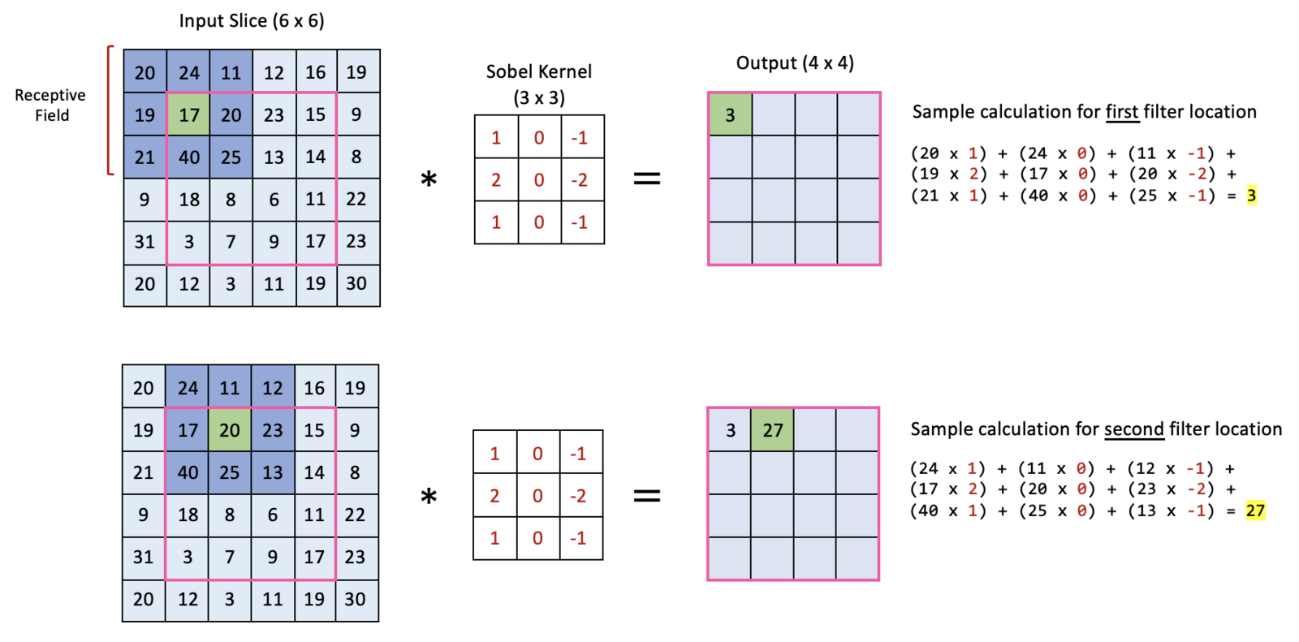 Input Slice (6 x 6)
Receptive
Field
20 24 11 12 16 19
19 17 20 23 15 9
21 40 25 13 14 8
9 18 8 6 11 22
31 3 7 9 17 23
20 12 3 11 19 30
*
Sobel Kernel
(3 x 3)
1 0 -1
2 0 -2
1 0 -1
=
Output (4 x 4)
3
Sample calculation for first filter location
(20 x 1) + (24 x 0) + (11 x -1) +
(19 x 2) + (17 x 0) + (20 x -2) +
(21 x 1) + (40 x 0) + (25 x -1) = 3
20 24 11 12 16 19
19 17 20 23 15 9
21 40 25 13 14 8
9 18 8 6 11 22
31 3 7 9 17 23
20 12 3 11 19 30
*
1 0 -1
2 0 -2
1 0 -1
=
3 27
Sample calculation for second filter location
(24 x 1) + (11 x 0) + (12 x -1) +
(17 x 2) + (20 x 0) + (23 x -2) +
(40 x 1) + (25 x 0) + (13 x -1) = 27